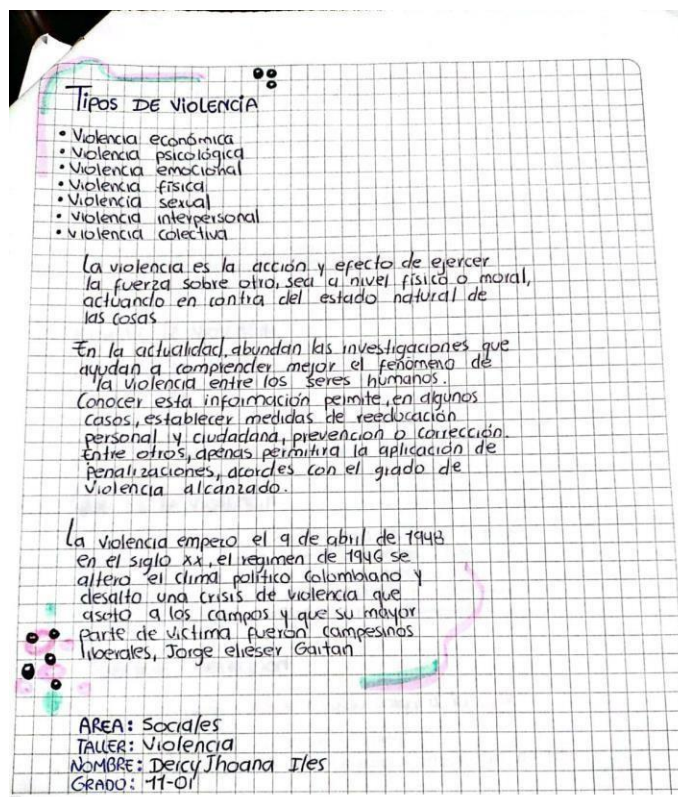 Tipos DE VIOLENCIA
• Violencia económica
• Violencia psicológica
• Violencia emocional
• Violencia física
• Violencia sexual
• violencia interpersonal
• violencia colectiva
La violencia es la acción y efecto de ejercer
la fuerza sobre otro, sea a nivel físico o moral,
actuando en contra del estado natural de
las cosas
En la actualidad, abundan las investigaciones que
ayudan a comprender mejor el fenómeno de
la violencia entre los seres humanos.
Conocer esta información permite, en algunos
casos, establecer medidas de reeducación
personal y ciudadana, prevencion o corrección.
Entre otros, apenas permitira la aplicación de
penalizaciones, acordes con el grado de
violencia alcanzado.
La violencia empezo el 9 de abril de 1948
en el siglo xx, el regimen de 1946 se
altero el clima politico colombiano y
desalto una crisis de violencia que
asoto a los campos y que su mayor
parte de victima fueron campesinos
liberales, Jorge elieser Gaitan
AREA: Sociales
TALLER: Violencia
NOMBRE: Deicy Jhoana Iles
GRADO: 11-01